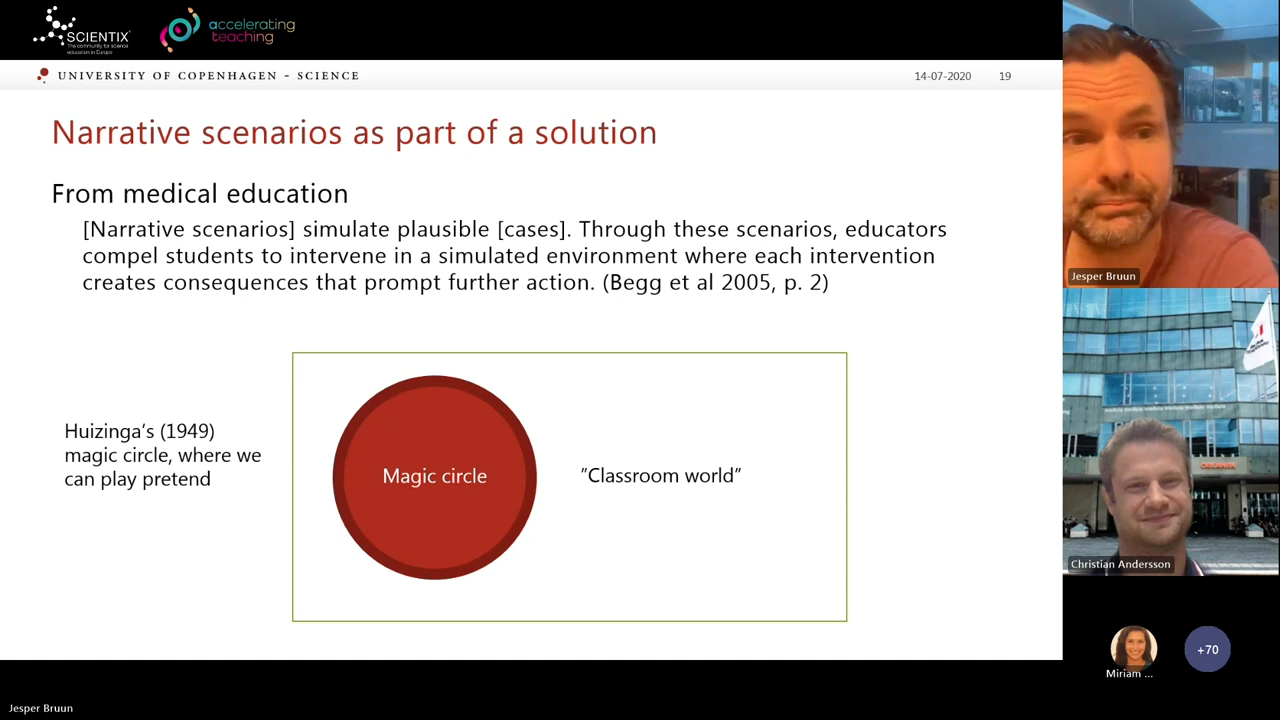 SCIENTIX
The community for science
education in Europe
accelerating
teaching
UNIVERSITY OF COPENHAGEN - SCIENCE
14-07-2020
19
Narrative scenarios as part of a solution
From medical education
[Narrative scenarios] simulate plausible [cases]. Through these scenarios, educators
compel students to intervene in a simulated environment where each intervention
creates consequences that prompt further action. (Begg et al 2005, p. 2)
Huizinga's (1949)
magic circle, where we
can play pretend
Magic circle
”Classroom world”
Jesper Bruun
Christian Andersson
Miriam ...
+70
Jesper Bruun